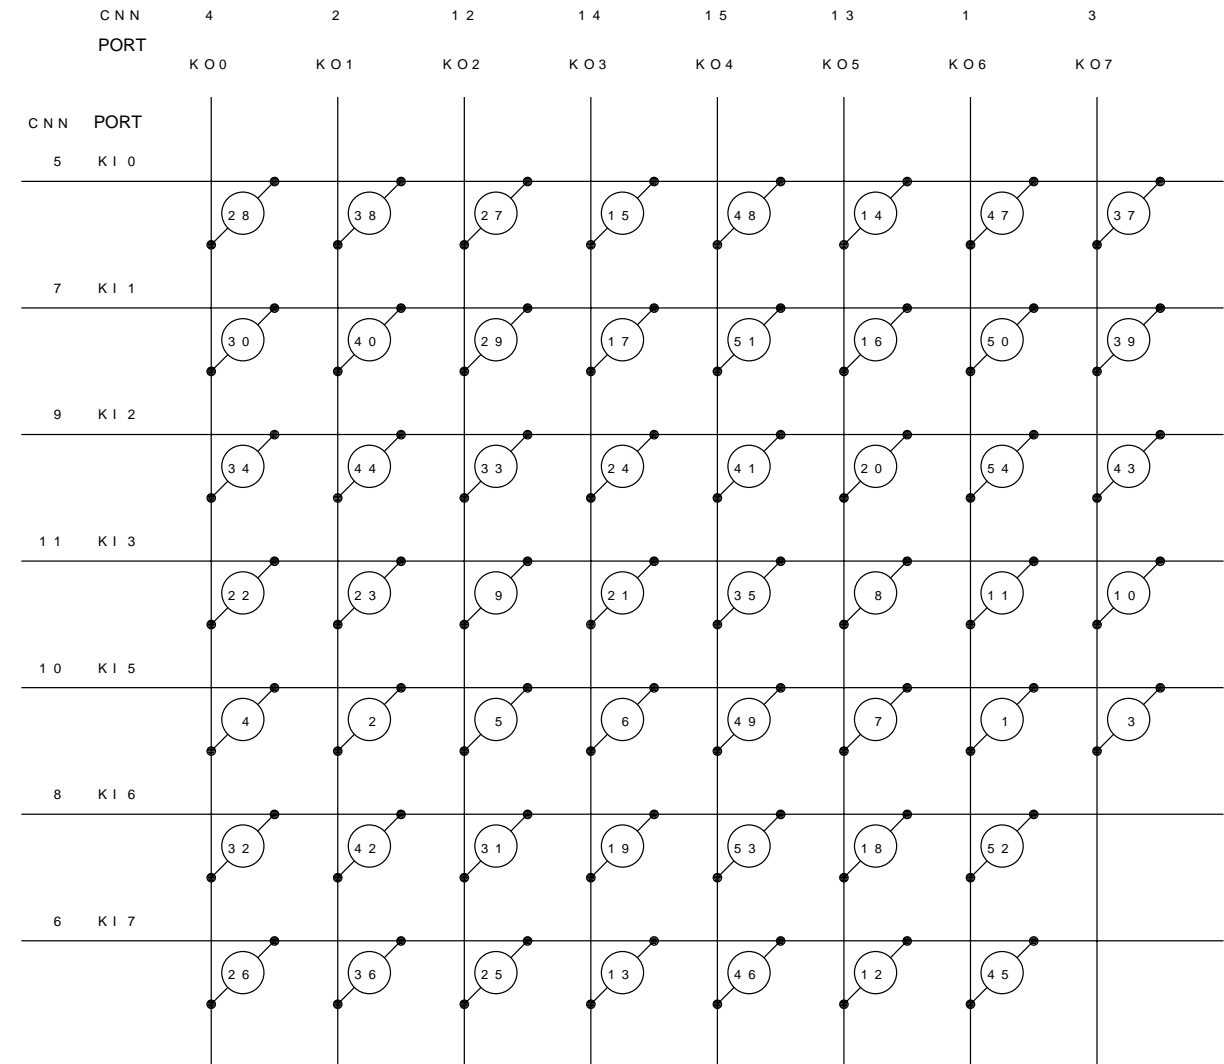 CNN 4 2 12 14 15 13 1 3
PORT
KO0 KO1 KO2 KO3 KO4 KO5 KO6 KO7
CNN PORT
5 KI0
28 38 27 15 48 14 47 37
7 KI1
30 40 29 17 51 16 50 39
9 KI2
34 44 33 24 41 20 54 43
11 KI3
22 23 9 21 35 8 11 10
10 KI5
4 2 5 6 49 7 1 3
8 KI6
32 42 31 19 53 18 52
6 KI7
26 36 25 13 46 12 45